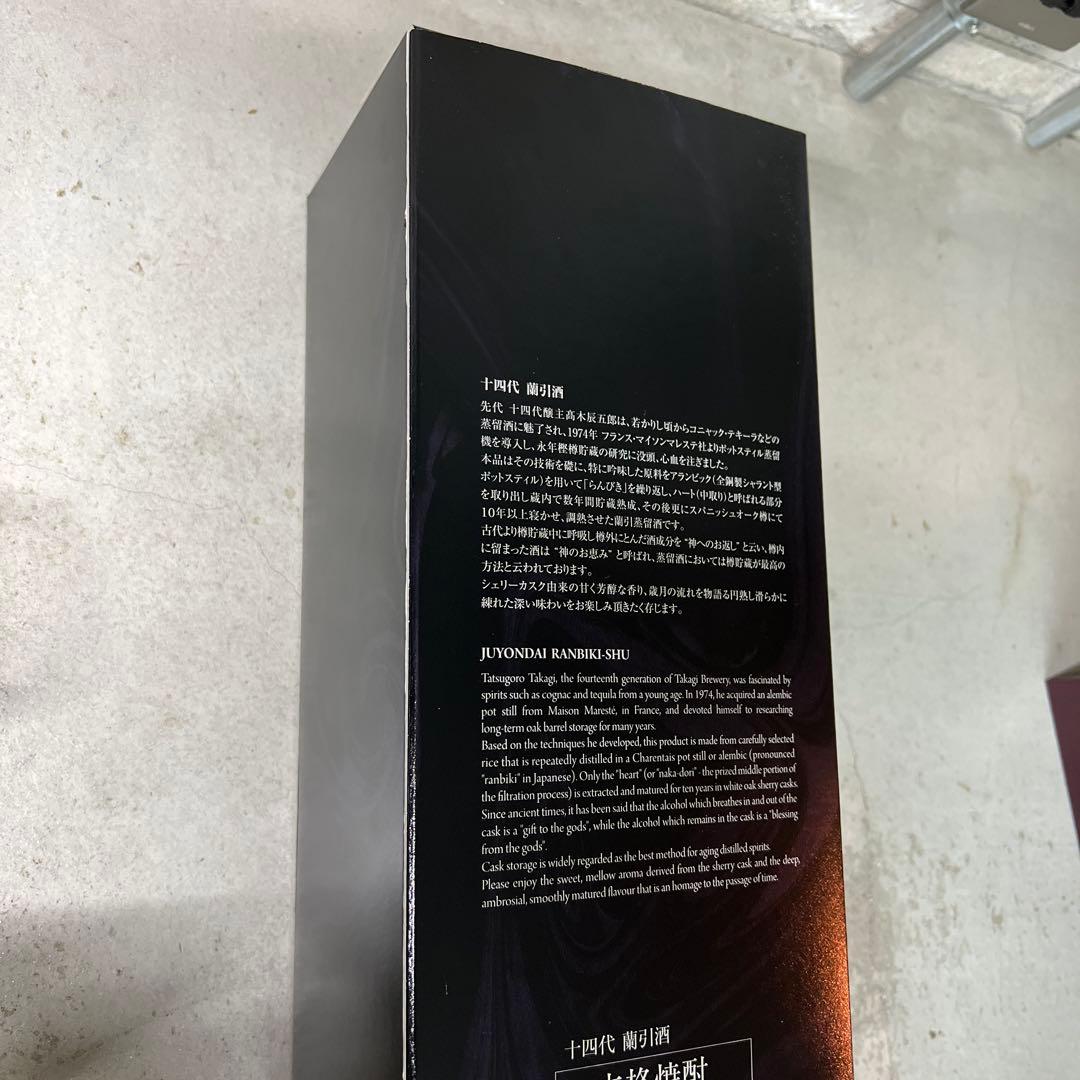 十四代 蘭引酒
先代 十四代醸主髙木辰五郎は、若かりし頃からコニャック・テキーラなどの
蒸留酒に魅了され、1974年 フランス・マイソンマレステ社よりポットスティル蒸留
機を導入し、永年樫樽貯蔵の研究に没頭、心血を注ぎました。
本品はその技術を礎に、特に吟味した原料をアランビック(全銅製シャラント型
ポットスティル)を用いて「らんびき」を繰り返し、ハート(中取り)と呼ばれる部分
を取り出し蔵内で数年間貯蔵熟成、その後更にスパニッシュオーク樽にて
10年以上寝かせ、調熟させた蘭引蒸留酒です。
古代より樽貯蔵中に呼吸し樽外にとんだ酒成分を “神へのお返し” と云い、樽内
に留まった酒は “神のお恵み” と呼ばれ、蒸留酒においては樽貯蔵が最高の
方法と云われております。
シェリーカスク由来の甘く芳醇な香り、歳月の流れを物語る円熟し滑らかに
練れた深い味わいをお楽しみ頂きたく存じます。
JUYONDAI RANBIKI-SHU
Tatsugoro Takagi, the fourteenth generation of Takagi Brewery, was fascinated by
spirits such as cognac and tequila from a young age. In 1974, he acquired an alembic
pot still from Maison Maresté, in France, and devoted himself to researching
long-term oak barrel storage for many years.
Based on the techniques he developed, this product is made from carefully selected
rice that is repeatedly distilled in a Charentais pot still or alembic (pronounced
"ranbiki" in Japanese). Only the "heart" (or "naka-dori" - the prized middle portion of
the filtration process) is extracted and matured for ten years in white oak sherry casks.
Since ancient times, it has been said that the alcohol which breathes in and out of the
cask is a "gift to the gods", while the alcohol which remains in the cask is a "blessing
from the gods".
Cask storage is widely regarded as the best method for aging distilled spirits.
Please enjoy the sweet, mellow aroma derived from the sherry cask and the deep,
ambrosial, smoothly matured flavour that is an homage to the passage of time.
十四代 蘭引酒
本格焼酎